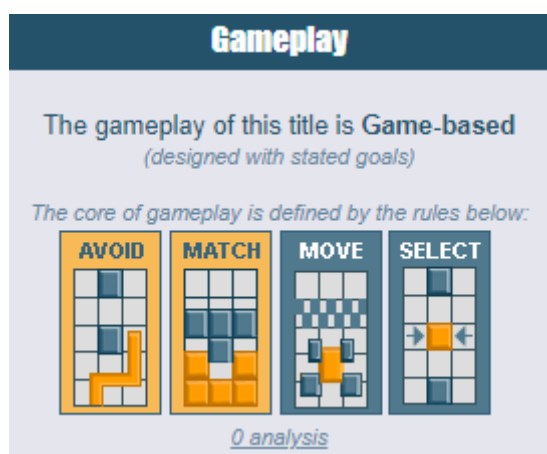 Gameplay
The gameplay of this title is Game-based
(designed with stated goals)
The core of gameplay is defined by the rules below:
AVOID MATCH MOVE SELECT
0 analysis